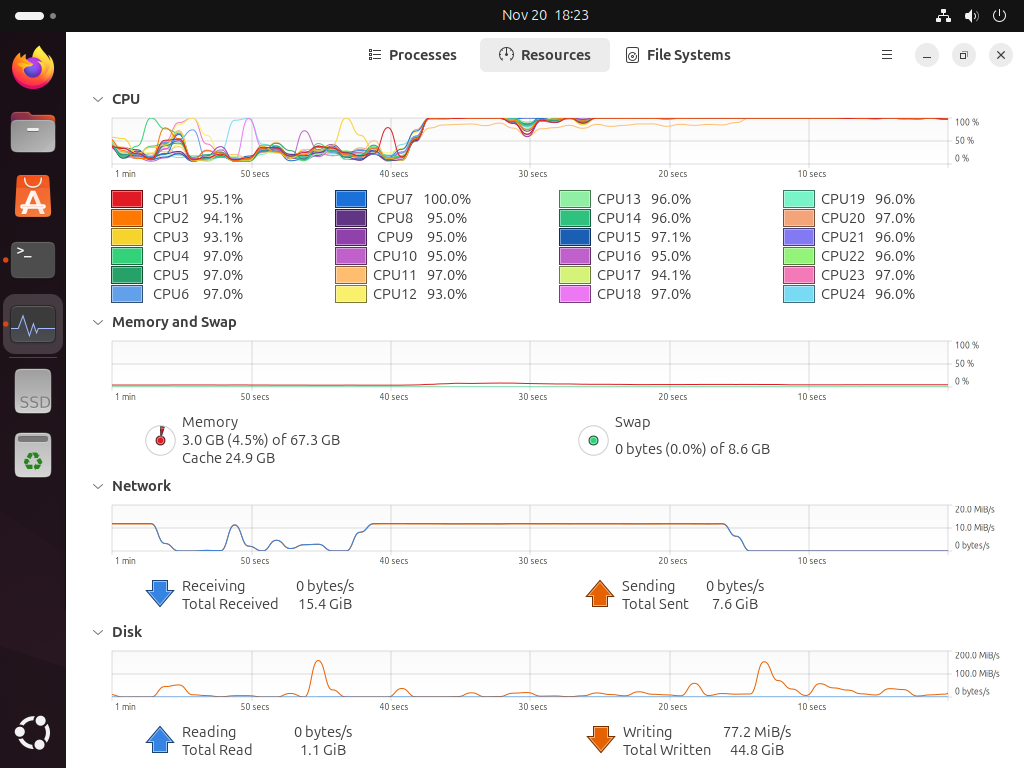 Nov 20 18:23
Processes Resources File Systems
CPU
100 %
50 %
0 %
1 min 50 secs 40 secs 30 secs 20 secs 10 secs
CPU1 95.1% CPU7 100.0% CPU13 96.0% CPU19 96.0%
CPU2 94.1% CPU8 95.0% CPU14 96.0% CPU20 97.0%
CPU3 93.1% CPU9 95.0% CPU15 97.1% CPU21 96.0%
CPU4 97.0% CPU10 95.0% CPU16 95.0% CPU22 96.0%
CPU5 97.0% CPU11 97.0% CPU17 94.1% CPU23 97.0%
CPU6 97.0% CPU12 93.0% CPU18 97.0% CPU24 96.0%
Memory and Swap
100 %
50 %
0 %
1 min 50 secs 40 secs 30 secs 20 secs 10 secs
Memory
3.0 GB (4.5%) of 67.3 GB
Cache 24.9 GB
Swap
0 bytes (0.0%) of 8.6 GB
Network
20.0 MiB/s
10.0 MiB/s
0 bytes/s
1 min 50 secs 40 secs 30 secs 20 secs 10 secs
Receiving 0 bytes/s
Total Received 15.4 GiB
Sending 0 bytes/s
Total Sent 7.6 GiB
Disk
200.0 MiB/s
100.0 MiB/s
0 bytes/s
1 min 50 secs 40 secs 30 secs 20 secs 10 secs
Reading 0 bytes/s
Total Read 1.1 GiB
Writing 77.2 MiB/s
Total Written 44.8 GiB
>_
SSD